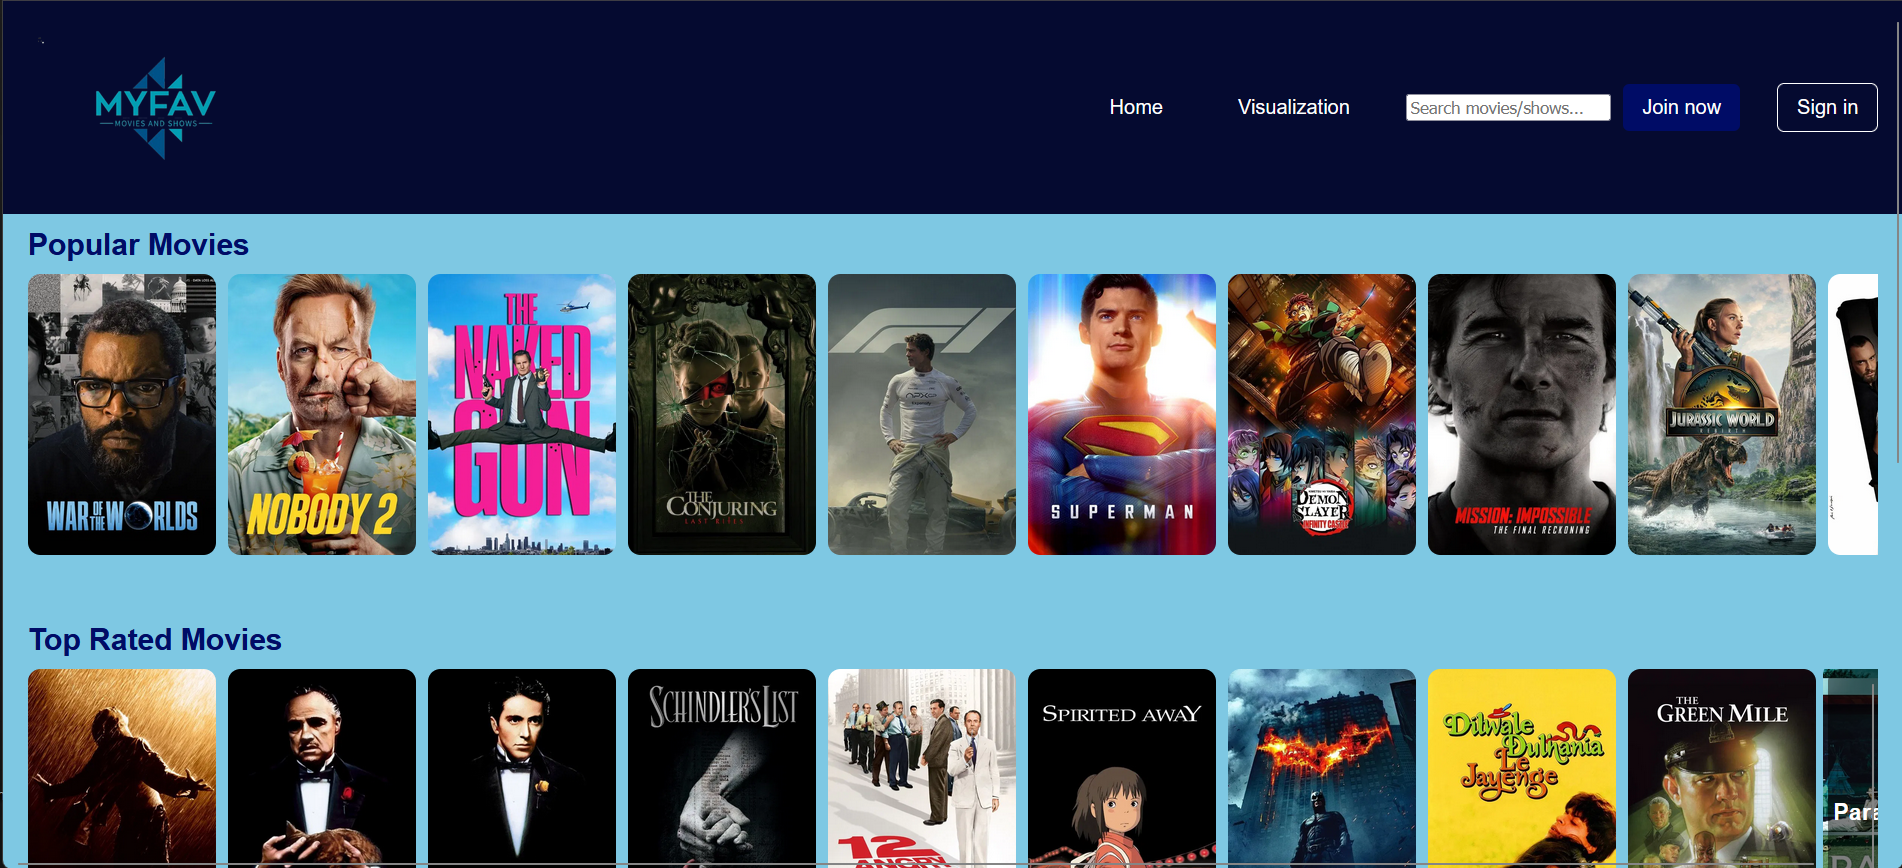 MYFAV
MOVIES AND SHOWS
Home
Visualization
Search movies/shows...
Join now
Sign in
Popular Movies
WAR OF THE WORLDS
NOBODY 2
THE
NAKED
GUN
THE
CONJURING
LAST RITES
F1
SUPERMAN
DEMON
SLAYER
INFINITY CASTLE
MISSION: IMPOSSIBLE
THE FINAL RECKONING
JURASSIC WORLD
REBIRTH
Top Rated Movies
SCHINDLER'S LIST
12
ANGRY
SPIRITED AWAY
Dilwale
Dulhania
Le
Jayenge
THE
GREEN MILE
Para